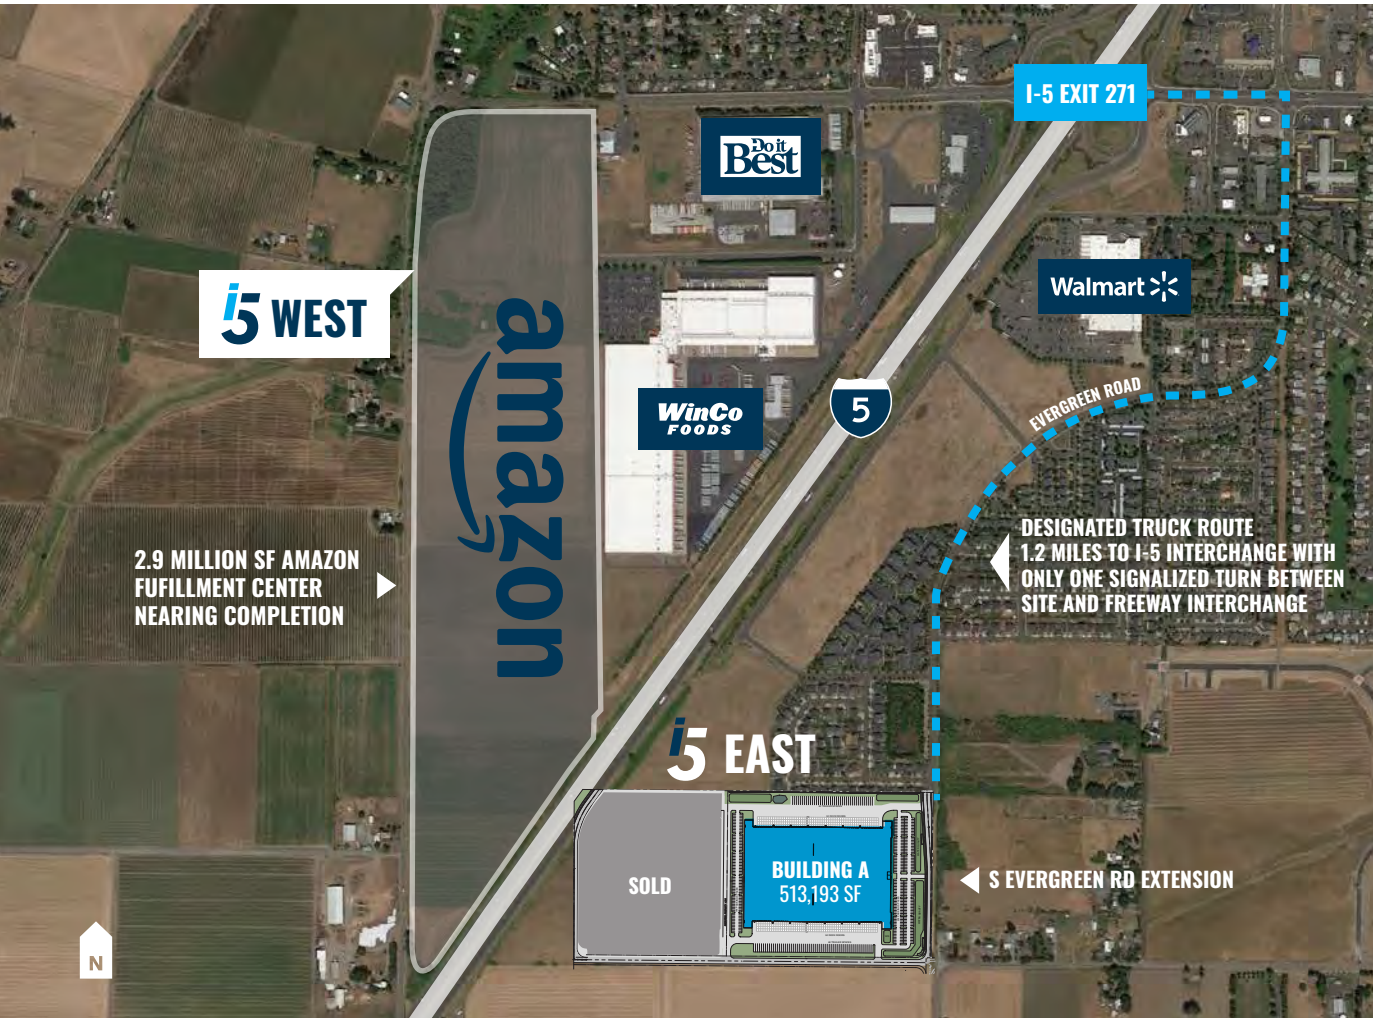 I-5 EXIT 271
Do it
Best
i5 WEST
Walmart
amazon
WinCo
FOODS
5
EVERGREEN ROAD
DESIGNATED TRUCK ROUTE
1.2 MILES TO I-5 INTERCHANGE WITH
ONLY ONE SIGNALIZED TURN BETWEEN
SITE AND FREEWAY INTERCHANGE
2.9 MILLION SF AMAZON
FUFILLMENT CENTER
NEARING COMPLETION
i5 EAST
SOLD
BUILDING A
513,193 SF
S EVERGREEN RD EXTENSION
N